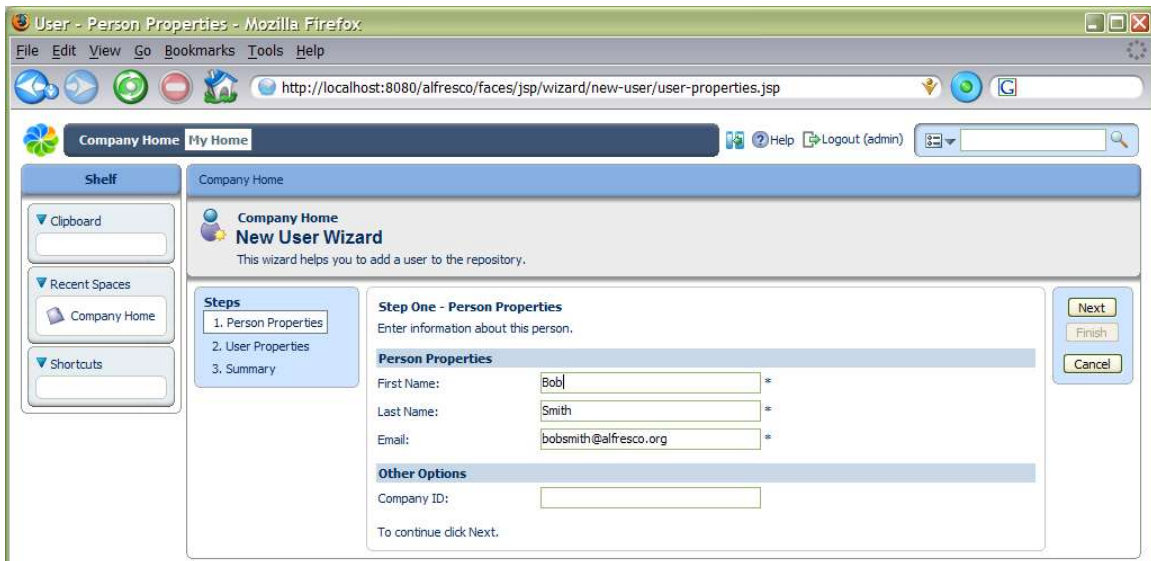 User - Person Properties - Mozilla Firefox
File Edit View Go Bookmarks Tools Help
http://localhost:8080/alfresco/faces/jsp/wizard/new-user/user-properties.jsp
G
Company Home My Home
Help Logout (admin)
Shelf
Clipboard
Recent Spaces
Company Home
Shortcuts
Company Home
Company Home
New User Wizard
This wizard helps you to add a user to the repository.
Steps
1. Person Properties
2. User Properties
3. Summary
Step One - Person Properties
Enter information about this person.
Person Properties
First Name: Bob *
Last Name: Smith *
Email: bobsmith@alfresco.org *
Other Options
Company ID:
To continue click Next.
Next
Finish
Cancel